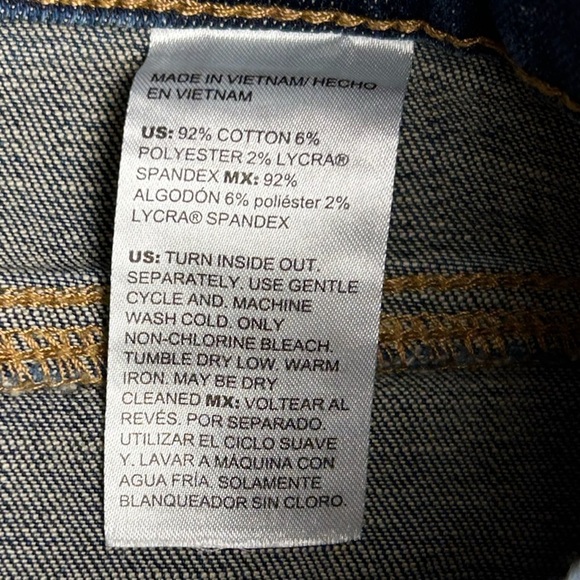 MADE IN VIETNAM/ HECHO
EN VIETNAM
US: 92% COTTON 6%
POLYESTER 2% LYCRA®
SPANDEX MX: 92%
ALGODÓN 6% poliéster 2%
LYCRA® SPANDEX
US: TURN INSIDE OUT.
SEPARATELY. USE GENTLE
CYCLE AND. MACHINE
WASH COLD. ONLY
NON-CHLORINE BLEACH.
TUMBLE DRY LOW. WARM
IRON. MAY BE DRY
CLEANED MX: VOLTEAR AL
REVÉS. POR SEPARADO.
UTILIZAR EL CICLO SUAVE
Y. LAVAR A MÁQUINA CON
AGUA FRÍA. SOLAMENTE
BLANQUEADOR SIN CLORO.